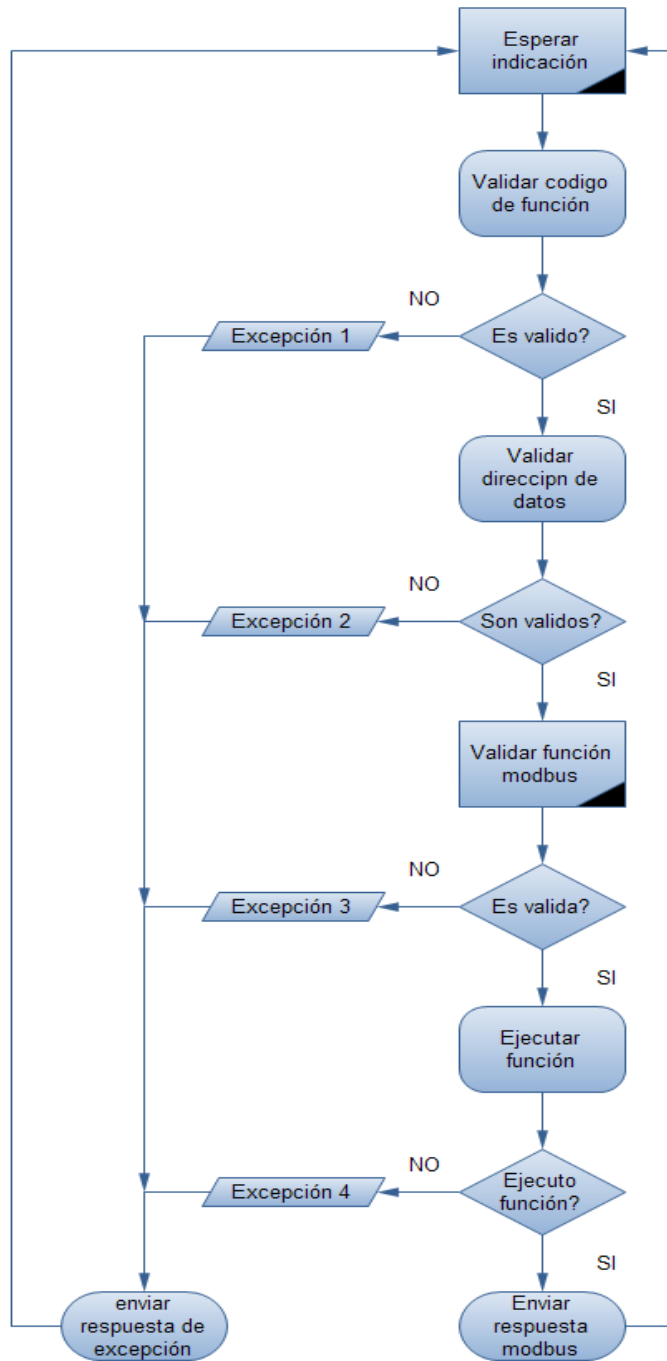 Esperar
indicación
Validar codigo
de función
NO
Excepción 1
Es valido?
SI
Validar
direccipn de
datos
NO
Excepción 2
Son validos?
SI
Validar función
modbus
NO
Excepción 3
Es valida?
SI
Ejecutar
función
NO
Excepción 4
Ejecuto
función?
SI
enviar
respuesta de
excepción
Enviar
respuesta
modbus